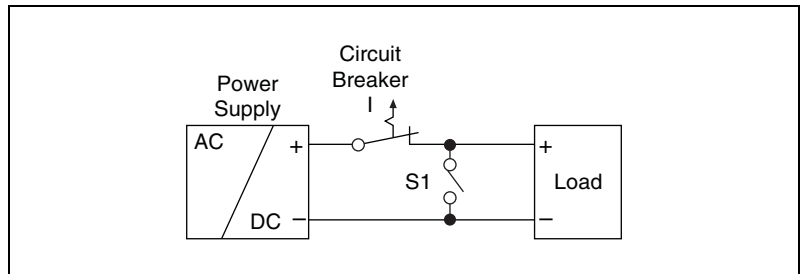 Circuit
Breaker
I
Power
Supply
AC
+
+
S1
Load
DC
−
−